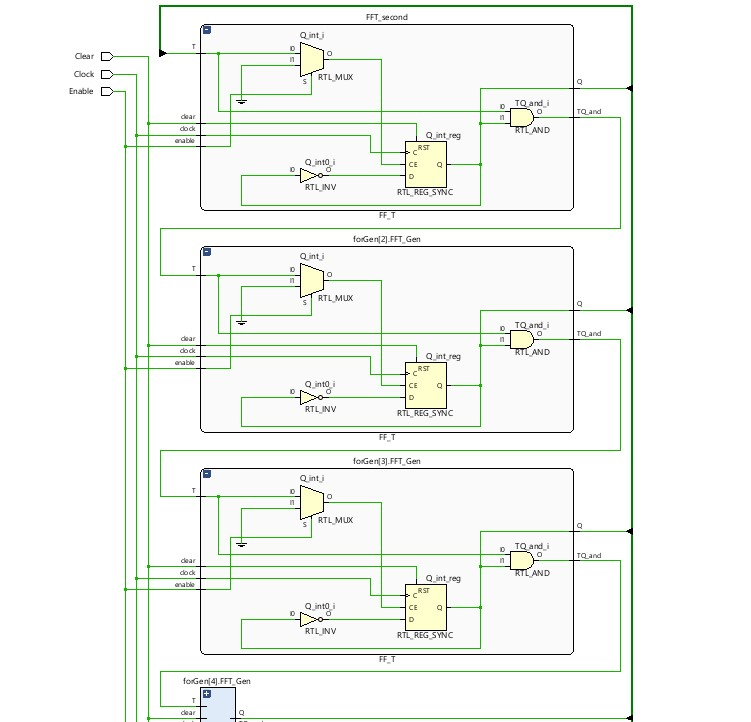 FFT_second
Clear
Clock
Enable
T
Q_int_i
I0
I1
O
S
RTL_MUX
Q
TQ_and_i
I0
I1
O
TQ_and
RTL_AND
clear
clock
enable
Q_int_reg
RST
C
CE
Q
D
RTL_REG_SYNC
Q_int0_i
I0
O
RTL_INV
FF_T
forGen[2].FFT_Gen
T
Q_int_i
I0
I1
O
S
RTL_MUX
Q
TQ_and_i
I0
I1
O
TQ_and
RTL_AND
clear
clock
enable
Q_int_reg
RST
C
CE
Q
D
RTL_REG_SYNC
Q_int0_i
I0
O
RTL_INV
FF_T
forGen[3].FFT_Gen
T
Q_int_i
I0
I1
O
S
RTL_MUX
Q
TQ_and_i
I0
I1
O
TQ_and
RTL_AND
clear
clock
enable
Q_int_reg
RST
C
CE
Q
D
RTL_REG_SYNC
Q_int0_i
I0
O
RTL_INV
FF_T
forGen[4].FFT_Gen
T
clear
Q